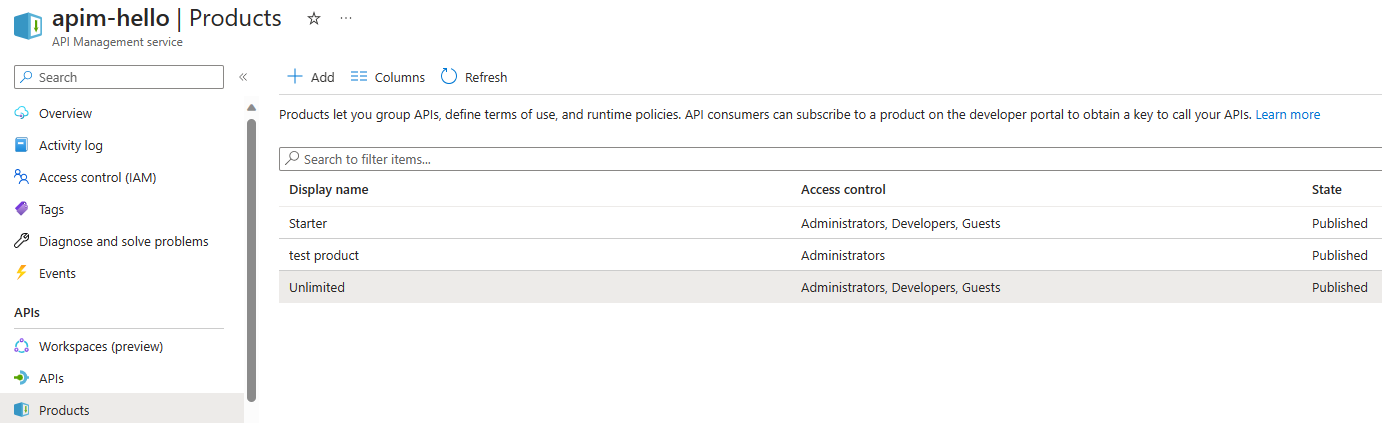 apim-hello | Products
API Management service
Search
Overview
Activity log
Access control (IAM)
Tags
Diagnose and solve problems
Events
APIs
Workspaces (preview)
APIs
Products
Add Columns Refresh
Products let you group APIs, define terms of use, and runtime policies. API consumers can subscribe to a product on the developer portal to obtain a key to call your APIs. Learn more
Search to filter items...
Display name Access control State
Starter Administrators, Developers, Guests Published
test product Administrators Published
Unlimited Administrators, Developers, Guests Published